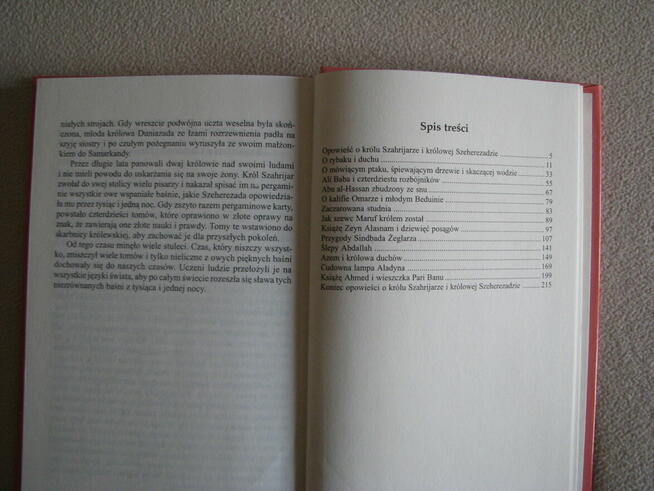 niałych strojach. Gdy wreszcie podwójna uczta weselna była skoń-
czona, młoda królowa Daniazada ze łzami rozrzewnienia padła na
szyję siostry i po czułym pożegnaniu wyruszyła ze swoim małżon-
kiem do Samarkandy.
Przez długie lata panowali dwaj królowie nad swoimi ludami
i nie mieli powodu do uskarżania się na swoje żony. Król Szahrijar
zwołał do swej stolicy wielu pisarzy i nakazał spisać im na pergami-
nie wszystkie owe wspaniałe baśnie, jakie Szeherezada opowiedzia-
ła mu przez tysiąc i jedną noc. Gdy zszyto razem pergaminowe karty,
powstało czterdzieści tomów, które oprawiono w złote oprawy na
znak, że zawierają one złote nauki i prawdy. Tomy te wstawiono do
skarbnicy królewskiej, aby zachować je dla przyszłych pokoleń.
Od tego czasu minęło wiele stuleci. Czas, który niszczy wszyst-
ko, zniszczył wiele tomów i tylko nieliczne z owych pięknych baśni
dochowały się do naszych czasów. Uczeni ludzie przełożyli je na
wszystkie języki świata, aby po całym świecie rozeszła się sława tych
niezrównanych baśni z tysiąca i jednej nocy.
Spis treści
Opowieść o królu Szahrijarze i królowej Szeherezadzie ..... 5
O rybaku i duchu ..... 11
O mówiącym ptaku, śpiewającym drzewie i skaczącej wodzie ..... 33
Ali Baba i czterdziestu rozbójników ..... 55
Abu al-Hassan zbudzony ze snu ..... 67
O kalifie Omarze i młodym Beduinie ..... 79
Zaczarowana studnia ..... 83
Jak szewc Maruf królem został ..... 89
Książę Zeyn Alasnam i dziewięć posągów ..... 97
Przygody Sindbada Żeglarza ..... 107
Ślepy Abdallah ..... 141
Azem i królowa duchów ..... 149
Cudowna lampa Aladyna ..... 169
Książę Ahmed i wieszczka Pari Banu ..... 199
Koniec opowieści o królu Szahrijarze i królowej Szeherezadzie ..... 215